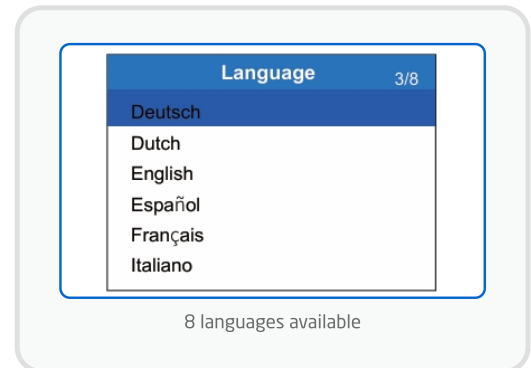 Language 3/8
Deutsch
Dutch
English
Español
Français
Italiano
8 languages available